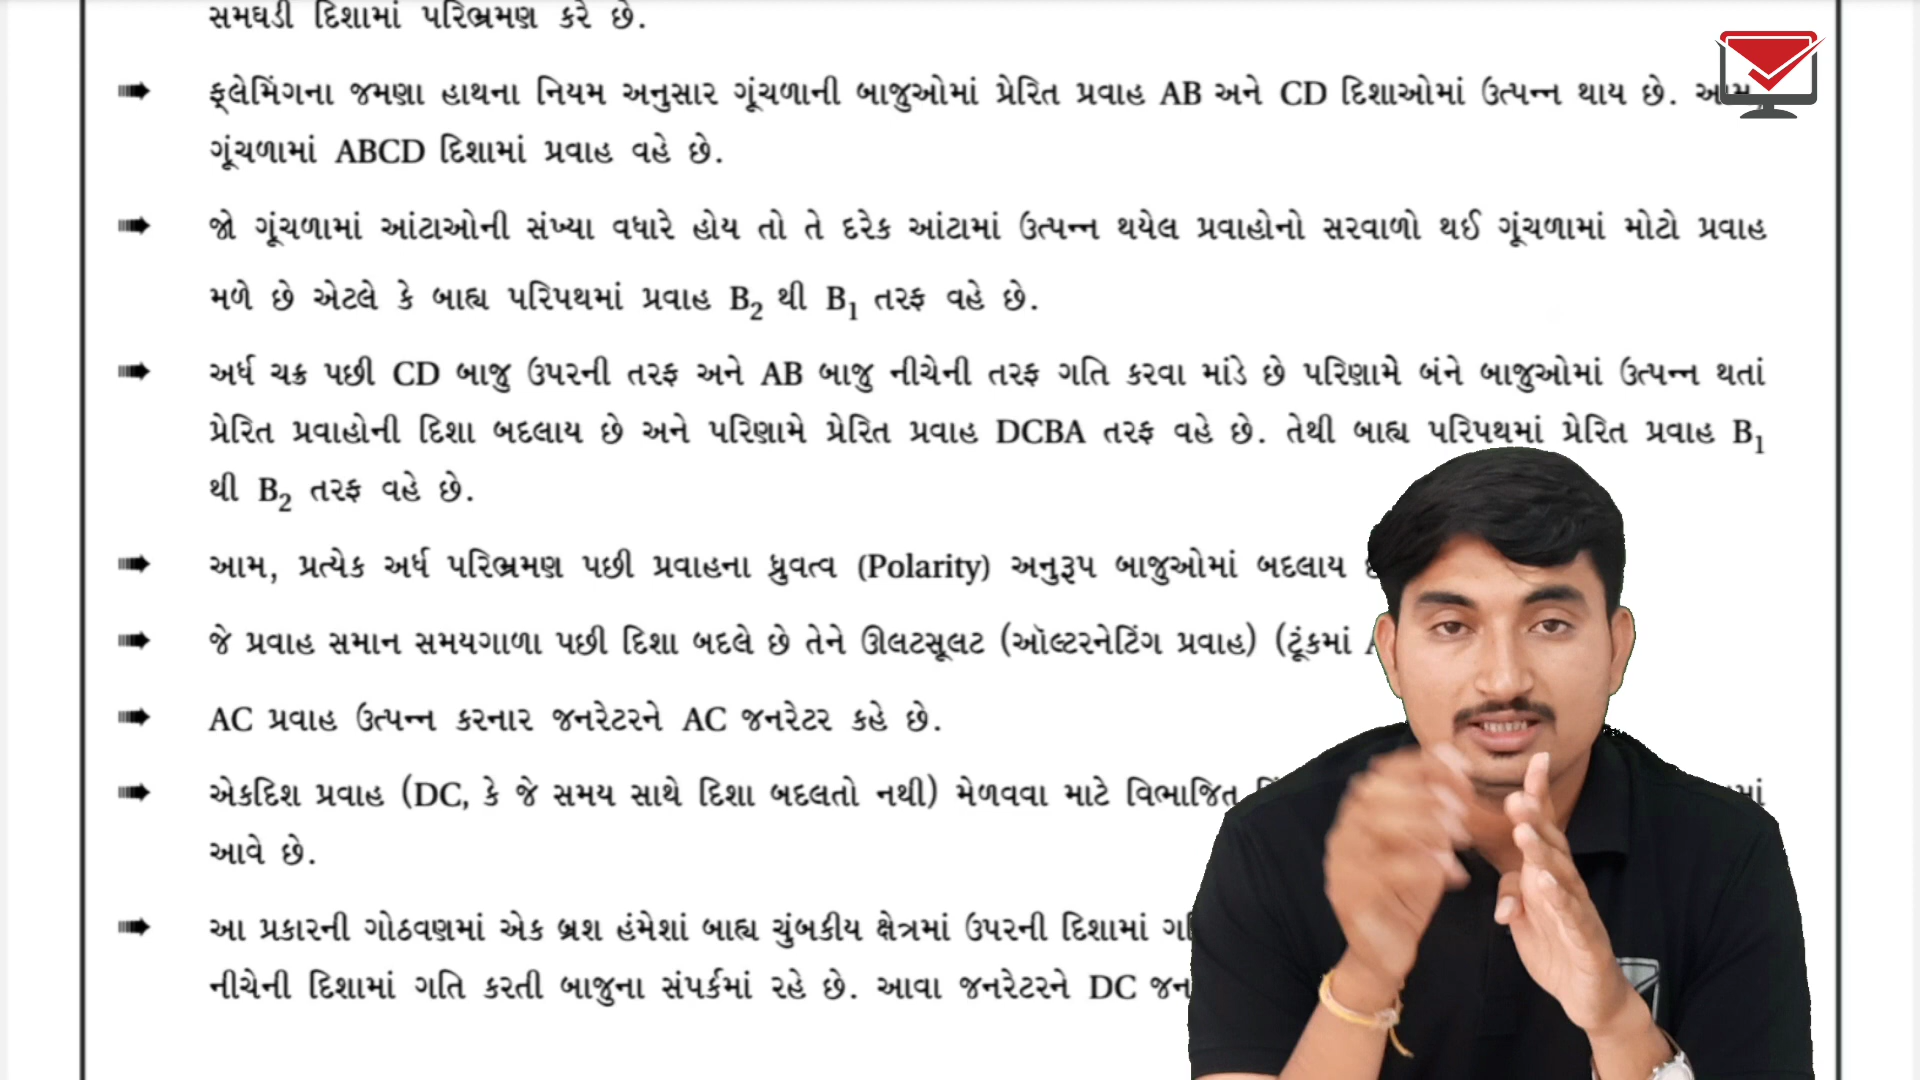 સમઘડી દિશામાં પરિભ્રમણ કરે છે.
ફ્લેમિંગના જમણા હાથના નિયમ અનુસાર ગૂંચળાની બાજુઓમાં પ્રેરિત પ્રવાહ AB અને CD દિશાઓમાં ઉત્પન્ન થાય છે. આમ,
ગૂંચળામાં ABCD દિશામાં પ્રવાહ વહે છે.
જો ગૂંચળામાં આંટાઓની સંખ્યા વધારે હોય તો તે દરેક આંટામાં ઉત્પન્ન થયેલ પ્રવાહોનો સરવાળો થઈ ગૂંચળામાં મોટો પ્રવાહ
મળે છે એટલે કે બાહ્ય પરિપથમાં પ્રવાહ B₂ થી B₁ તરફ વહે છે.
અર્ધ ચક્ર પછી CD બાજુ ઉપરની તરફ અને AB બાજુ નીચેની તરફ ગતિ કરવા માંડે છે પરિણામે બંને બાજુઓમાં ઉત્પન્ન થતાં
પ્રેરિત પ્રવાહોની દિશા બદલાય છે અને પરિણામે પ્રેરિત પ્રવાહ DCBA તરફ વહે છે. તેથી બાહ્ય પરિપથમાં પ્રેરિત પ્રવાહ B₁
થી B₂ તરફ વહે છે.
આમ, પ્રત્યેક અર્ધ પરિભ્રમણ પછી પ્રવાહના ધ્રુવત્વ (Polarity) અનુરૂપ બાજુઓમાં બદલાય
જે પ્રવાહ સમાન સમયગાળા પછી દિશા બદલે છે તેને ઊલટસૂલટ (ઑલ્ટરનેટિંગ પ્રવાહ) (ટૂંકમાં
AC પ્રવાહ ઉત્પન્ન કરનાર જનરેટરને AC જનરેટર કહે છે.
એકદિશ પ્રવાહ (DC, કે જે સમય સાથે દિશા બદલતો નથી) મેળવવા માટે વિભાજિત
આવે છે.
આ પ્રકારની ગોઠવણમાં એક બ્રશ હંમેશાં બાહ્ય ચુંબકીય ક્ષેત્રમાં ઉપરની દિશામાં
નીચેની દિશામાં ગતિ કરતી બાજુના સંપર્કમાં રહે છે. આવા જનરેટરને DC